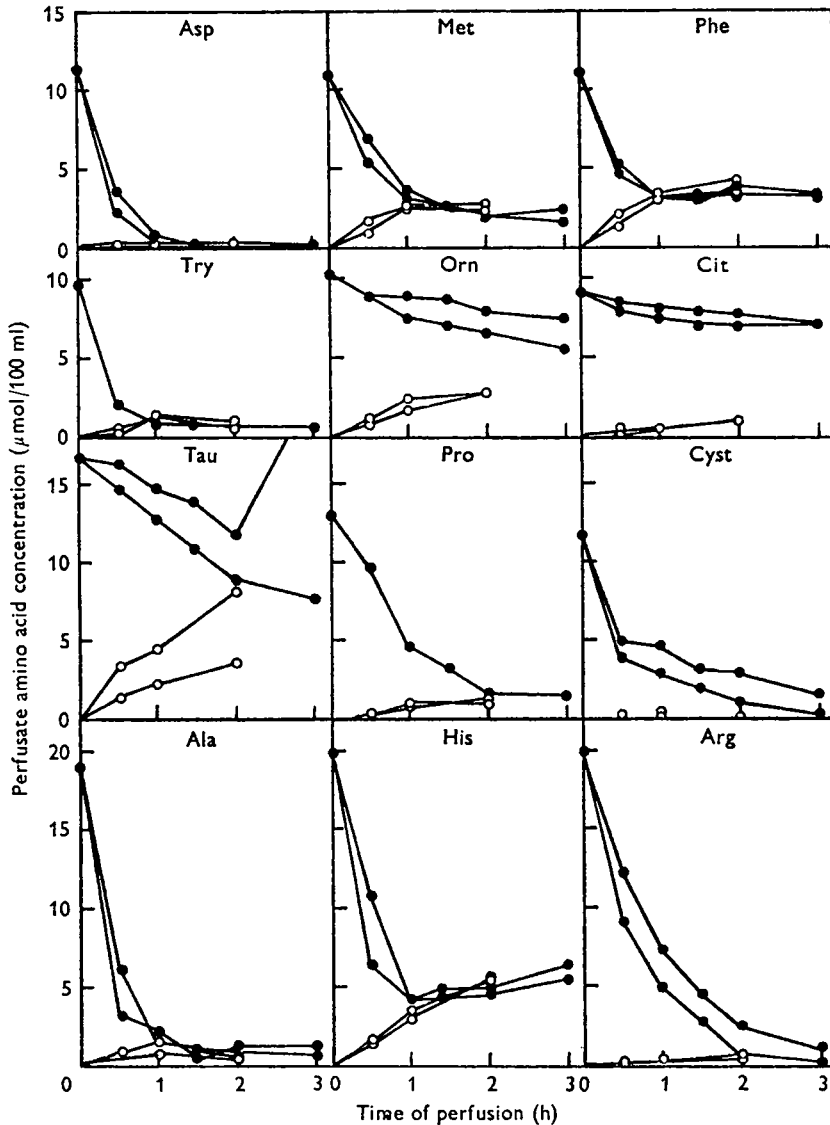 Asp Met Phe
15
10
5
0
Try Orn Cit
10
5
0
Tau Pro Cyst
15
10
5
0
Ala His Arg
20
15
10
5
0 1 2 3 0 1 2 3 0 1 2 3
Perfusate amino acid concentration (μmol/100 ml)
Time of perfusion (h)